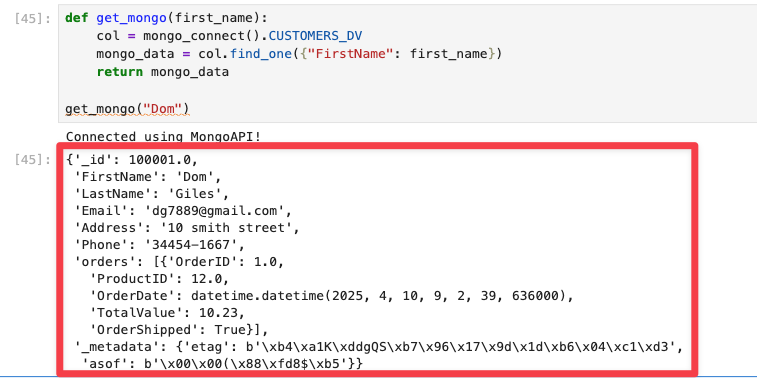 [45]: def get_mongo(first_name):
    col = mongo_connect().CUSTOMERS_DV
    mongo_data = col.find_one({"FirstName": first_name})
    return mongo_data
get_mongo("Dom")
Connected using MongoAPI!
[45]: {'_id': 100001.0,
 'FirstName': 'Dom',
 'LastName': 'Giles',
 'Email': 'dg7889@gmail.com',
 'Address': '10 smith street',
 'Phone': '34454-1667',
 'orders': [{'OrderID': 1.0,
   'ProductID': 12.0,
   'OrderDate': datetime.datetime(2025, 4, 10, 9, 2, 39, 636000),
   'TotalValue': 10.23,
   'OrderShipped': True}],
 '_metadata': {'etag': b'\xb4\xa1K\xddgQS\xb7\x96\x17\x9d\x1d\xb6\x04\xc1\xd3',
  'asof': b'\x00\x00(\x88\xfd8$\xb5'}}